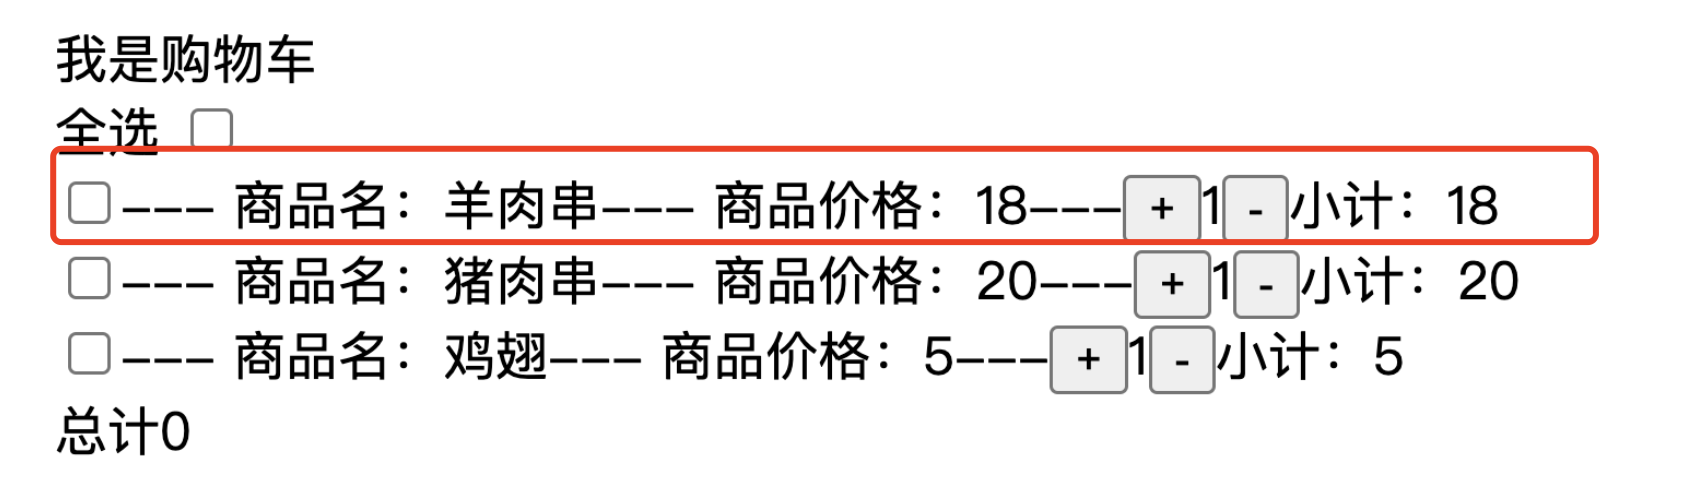 我是购物车
全选
--- 商品名：羊肉串--- 商品价格：18---+1-小计：18
--- 商品名：猪肉串--- 商品价格：20---+1-小计：20
--- 商品名：鸡翅--- 商品价格：5---+1-小计：5
总计0